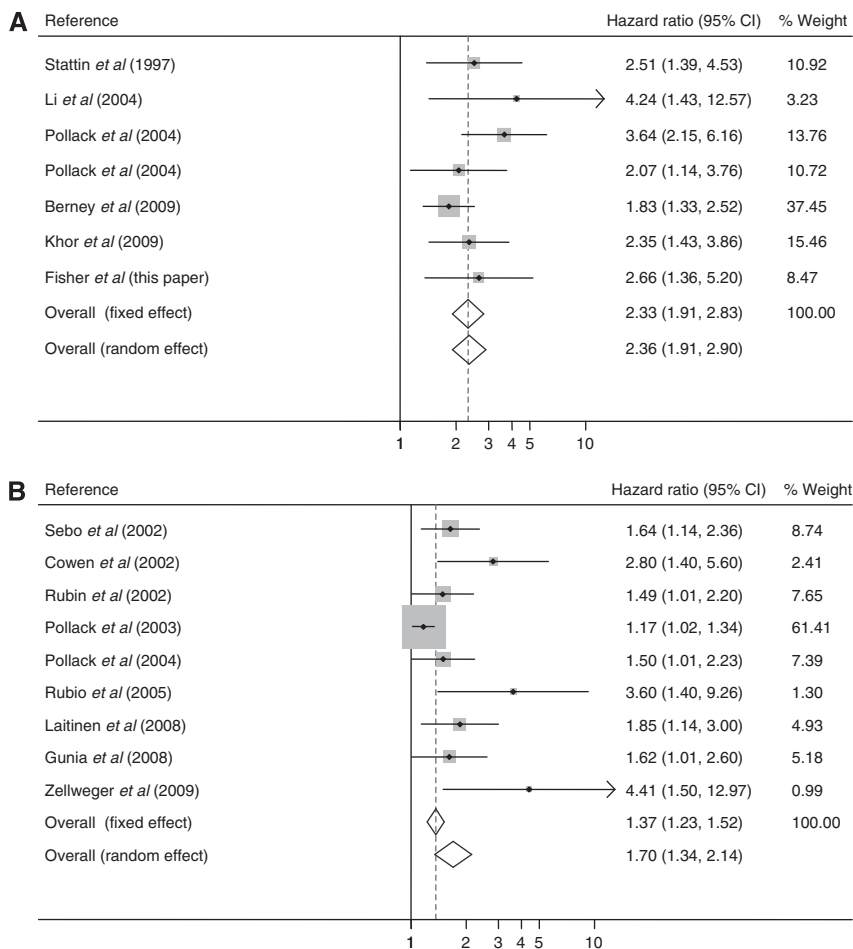 A Reference Hazard ratio (95% CI) % Weight
Stattin et al (1997) 2.51 (1.39, 4.53) 10.92
Li et al (2004) 4.24 (1.43, 12.57) 3.23
Pollack et al (2004) 3.64 (2.15, 6.16) 13.76
Pollack et al (2004) 2.07 (1.14, 3.76) 10.72
Berney et al (2009) 1.83 (1.33, 2.52) 37.45
Khor et al (2009) 2.35 (1.43, 3.86) 15.46
Fisher et al (this paper) 2.66 (1.36, 5.20) 8.47
Overall (fixed effect) 2.33 (1.91, 2.83) 100.00
Overall (random effect) 2.36 (1.91, 2.90)
1 2 3 4 5 10
B Reference Hazard ratio (95% CI) % Weight
Sebo et al (2002) 1.64 (1.14, 2.36) 8.74
Cowen et al (2002) 2.80 (1.40, 5.60) 2.41
Rubin et al (2002) 1.49 (1.01, 2.20) 7.65
Pollack et al (2003) 1.17 (1.02, 1.34) 61.41
Pollack et al (2004) 1.50 (1.01, 2.23) 7.39
Rubio et al (2005) 3.60 (1.40, 9.26) 1.30
Laitinen et al (2008) 1.85 (1.14, 3.00) 4.93
Gunia et al (2008) 1.62 (1.01, 2.60) 5.18
Zellweger et al (2009) 4.41 (1.50, 12.97) 0.99
Overall (fixed effect) 1.37 (1.23, 1.52) 100.00
Overall (random effect) 1.70 (1.34, 2.14)
1 2 3 4 5 10